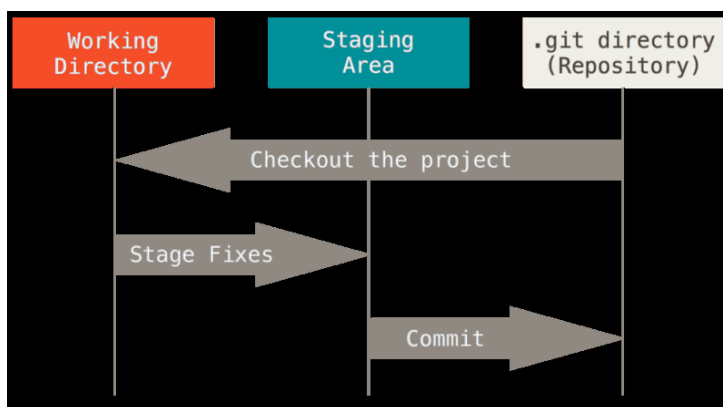 Working
Directory
Staging
Area
.git directory
(Repository)
Checkout the project
Stage Fixes
Commit